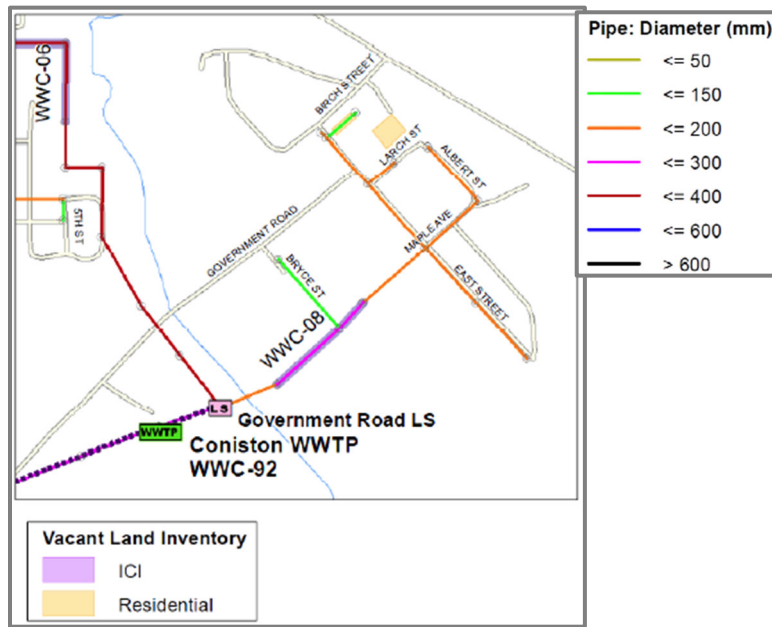 WWC-06
BIRCH STREET
LARCH ST
ALBERT ST
5TH ST
GOVERNMENT ROAD
MAPLE AVE
BRYCE ST
EAST STREET
WWC-08
LS
Government Road LS
WWTP
Coniston WWTP
WWC-92
Vacant Land Inventory
ICI
Residential
Pipe: Diameter (mm)
<= 50
<= 150
<= 200
<= 300
<= 400
<= 600
> 600